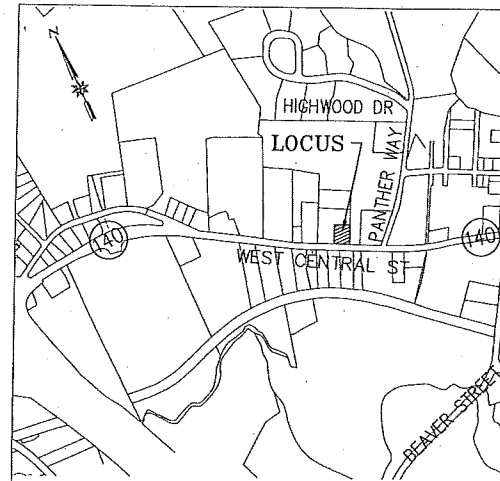 N
HIGHWOOD DR
LOCUS
PANTHER WAY
140
140
WEST CENTRAL ST
BEAVER STREET